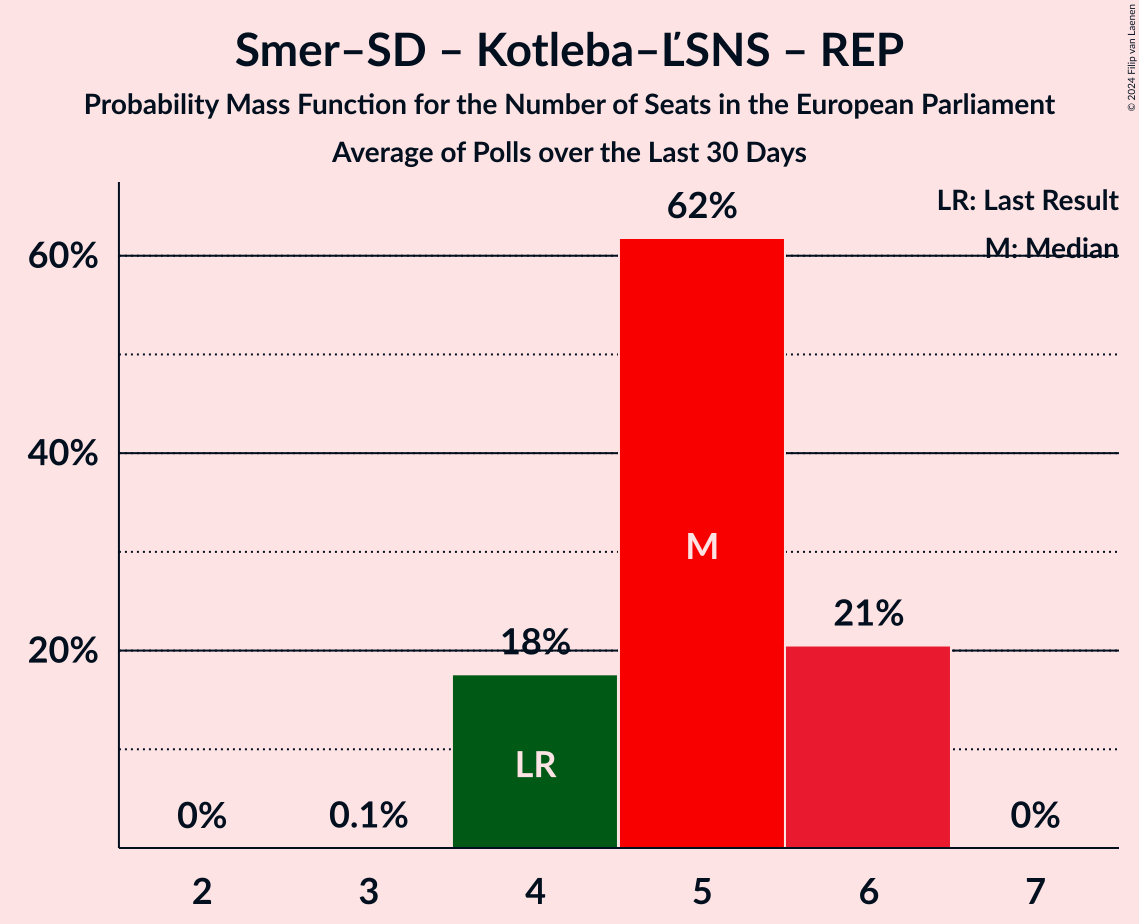 Smer–SD – Kotleba–ĽSNS – REP
Probability Mass Function for the Number of Seats in the European Parliament
Average of Polls over the Last 30 Days
© 2024 Filip van Laenen
LR: Last Result
M: Median
60%
40%
20%
0%
0.1%
18%
62%
21%
0%
LR
M
2
3
4
5
6
7